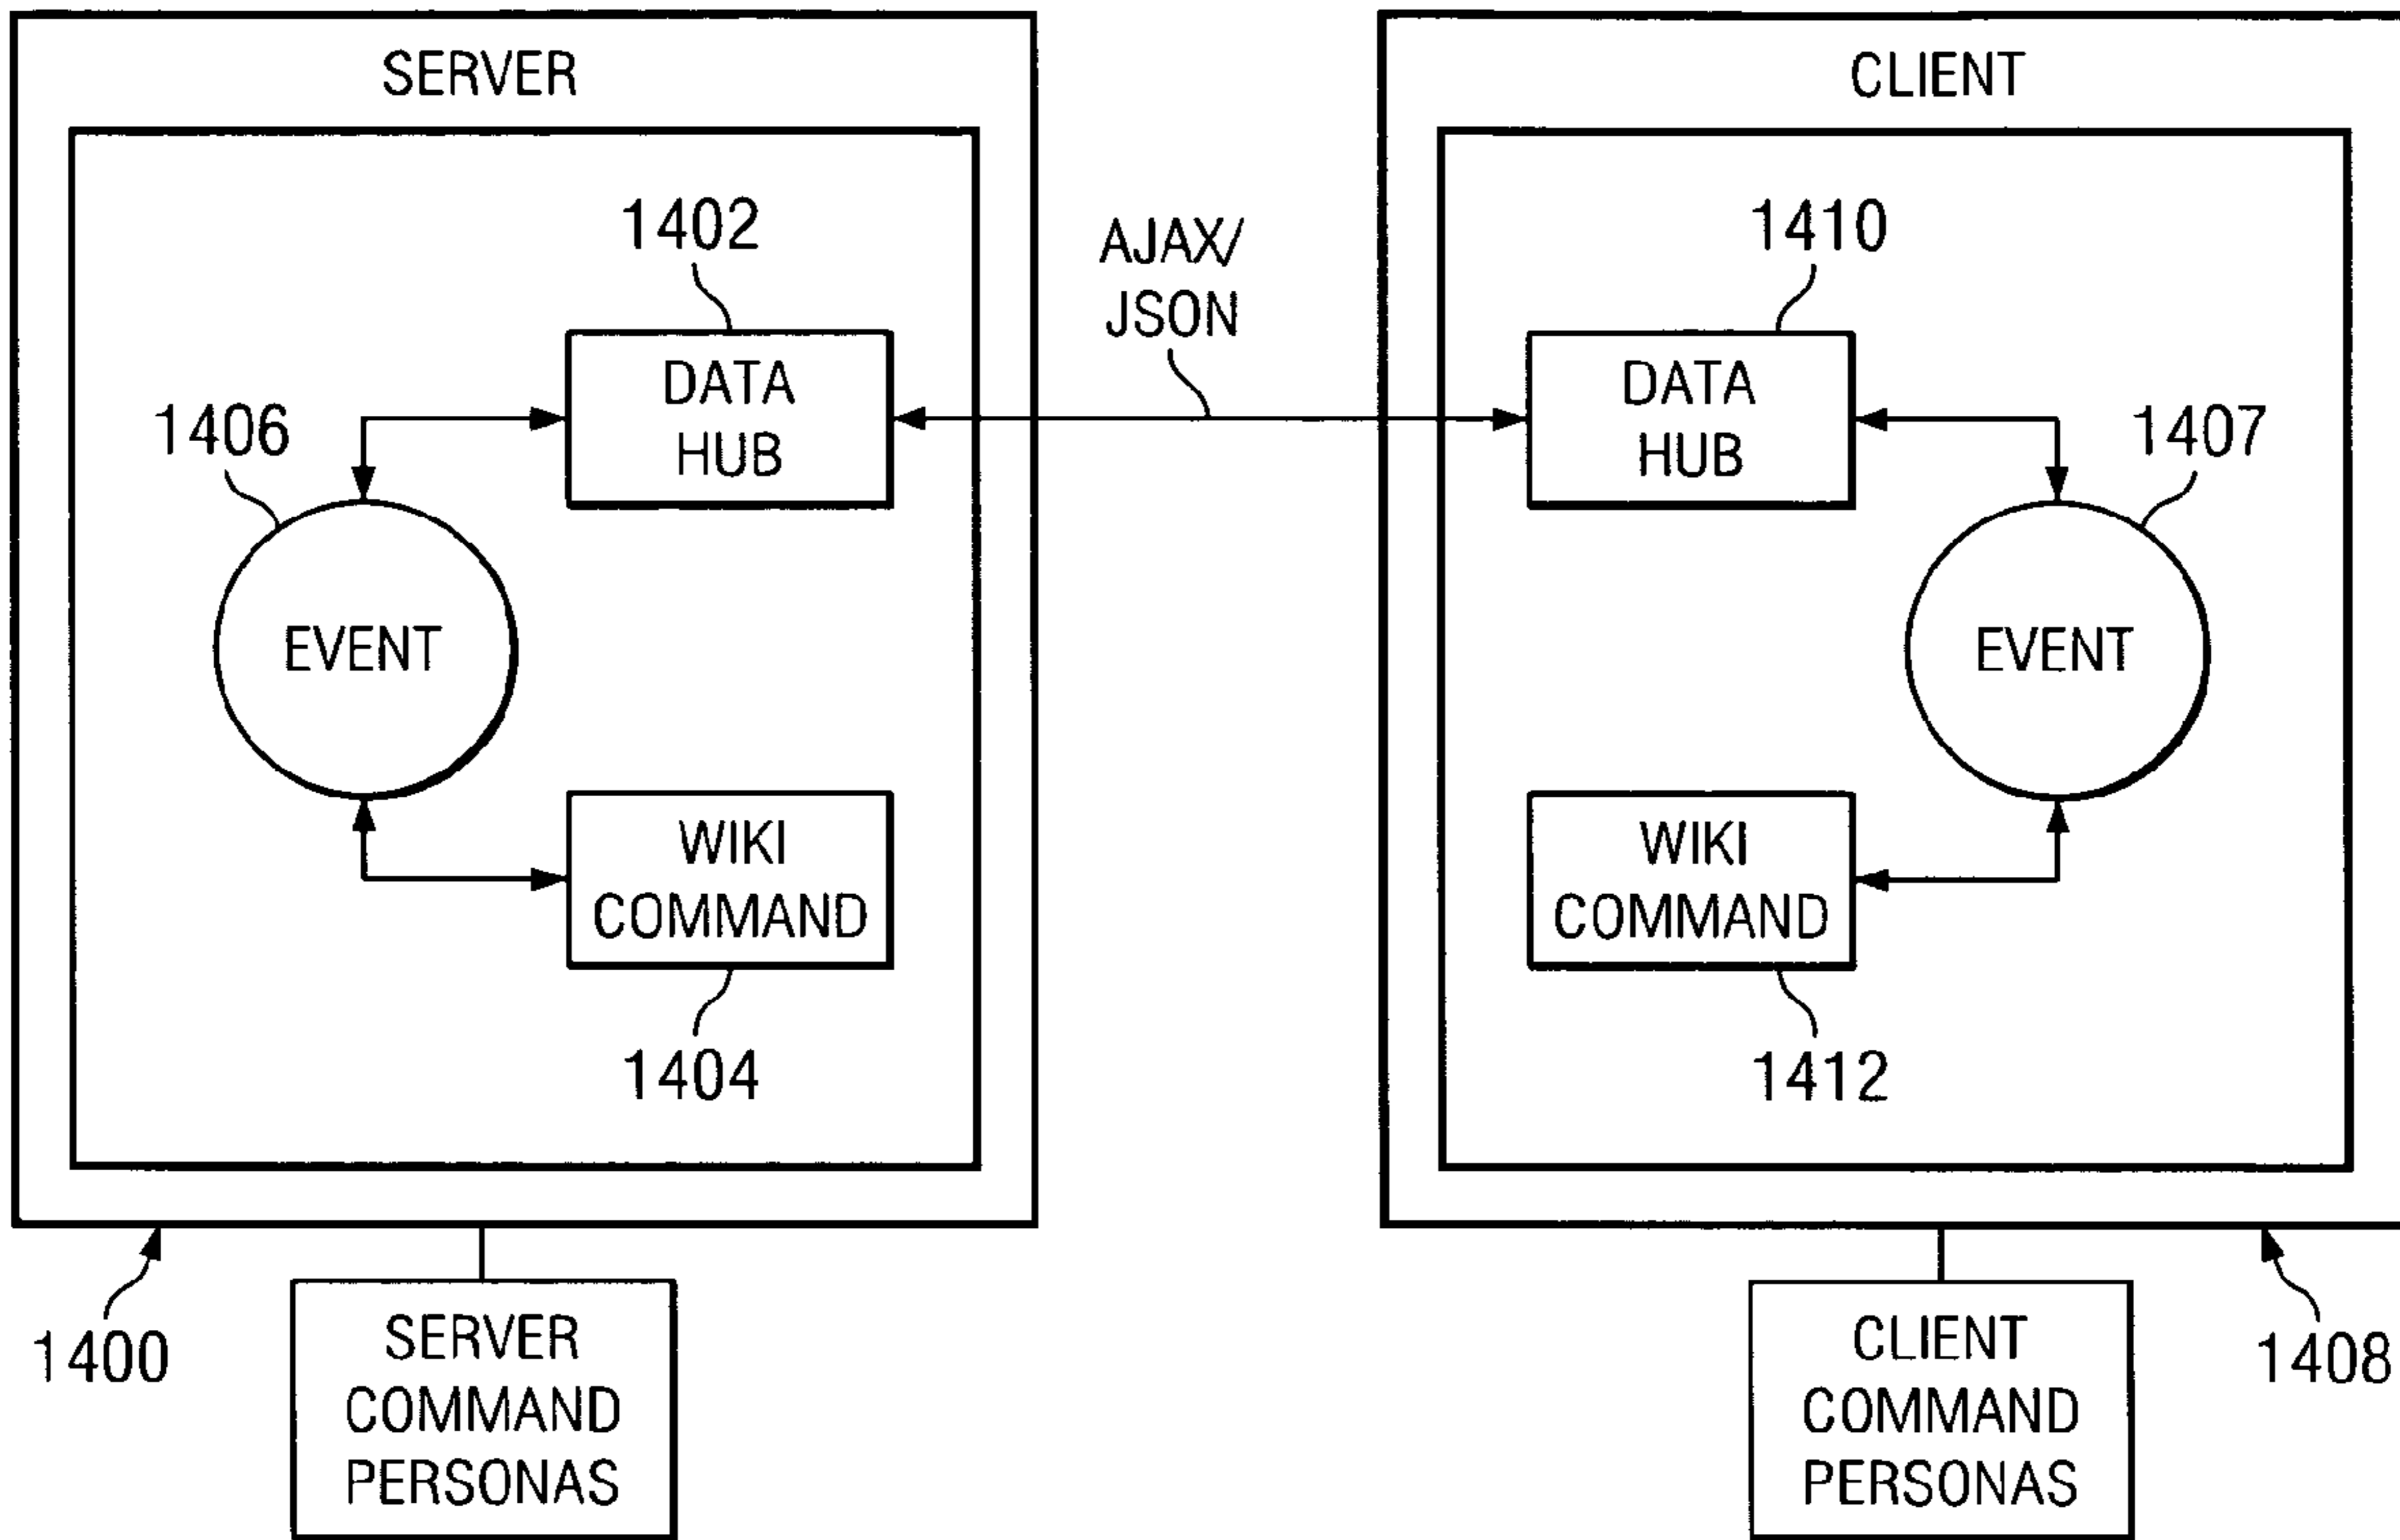 SERVER
CLIENT
1402
AJAX/
JSON
1410
DATA
HUB
DATA
HUB
1406
1407
EVENT
EVENT
WIKI
COMMAND
WIKI
COMMAND
1404
1412
1400
SERVER
COMMAND
PERSONAS
CLIENT
COMMAND
PERSONAS
1408